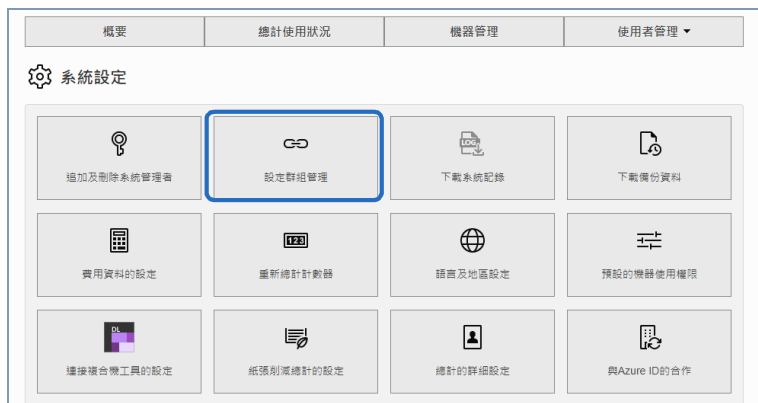 概要
總計使用狀況
機器管理
使用者管理 ▼
系統設定
追加及刪除系統管理者
設定群組管理
LOG
下載系統記錄
下載備份資料
費用資料的設定
123
重新總計計數器
語言及地區設定
預設的機器使用權限
DL
連接複合機工具的設定
紙張削減總計的設定
總計的詳細設定
與Azure ID的合作